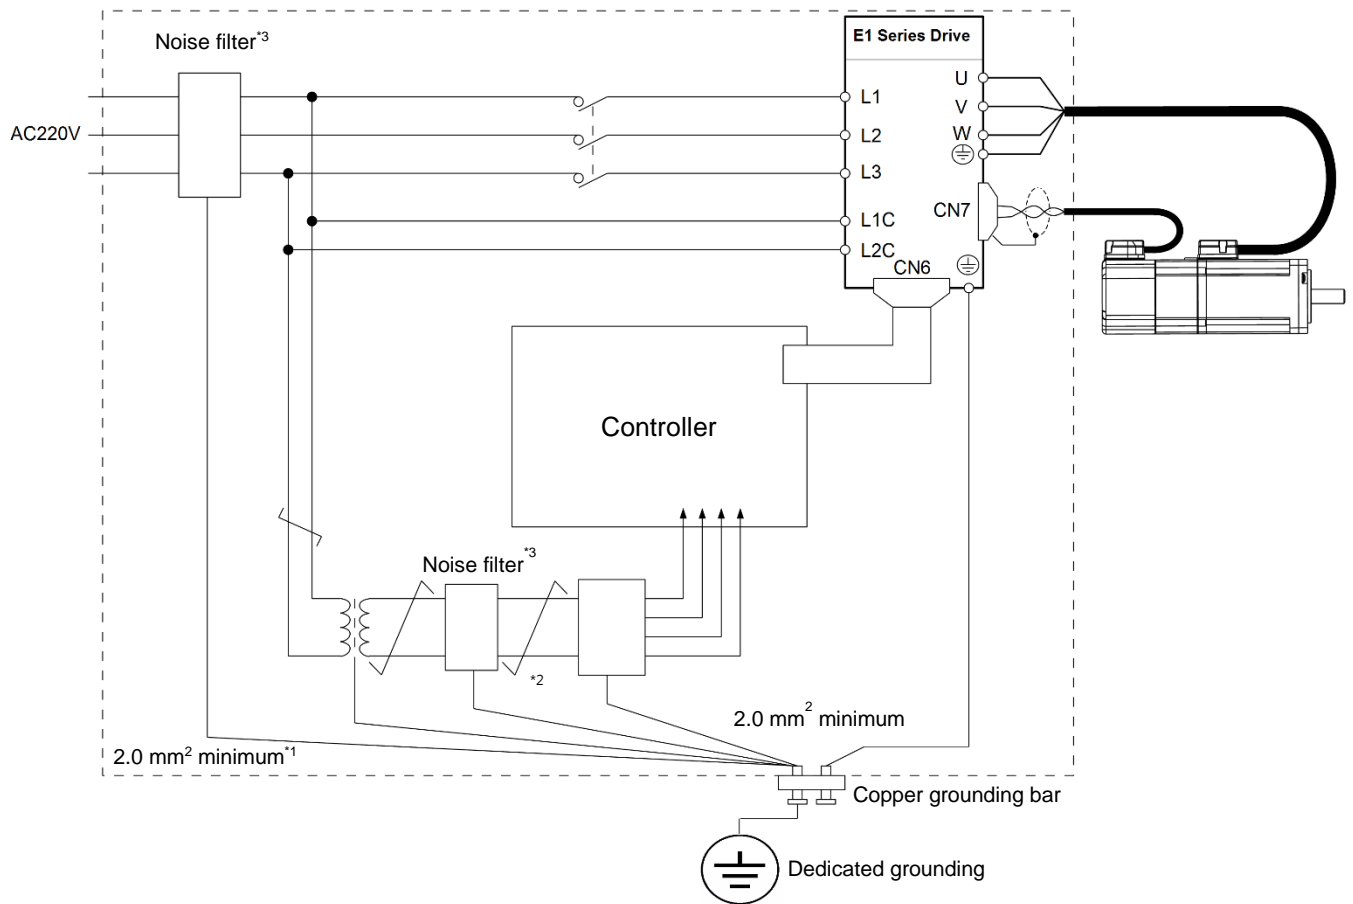 Noise filter*3
E1 Series Drive
AC220V
L1
L2
L3
L1C
L2C
U
V
W
CN7
CN6
Controller
Noise filter*3
*2
2.0 mm2 minimum
2.0 mm2 minimum*1
Copper grounding bar
Dedicated grounding